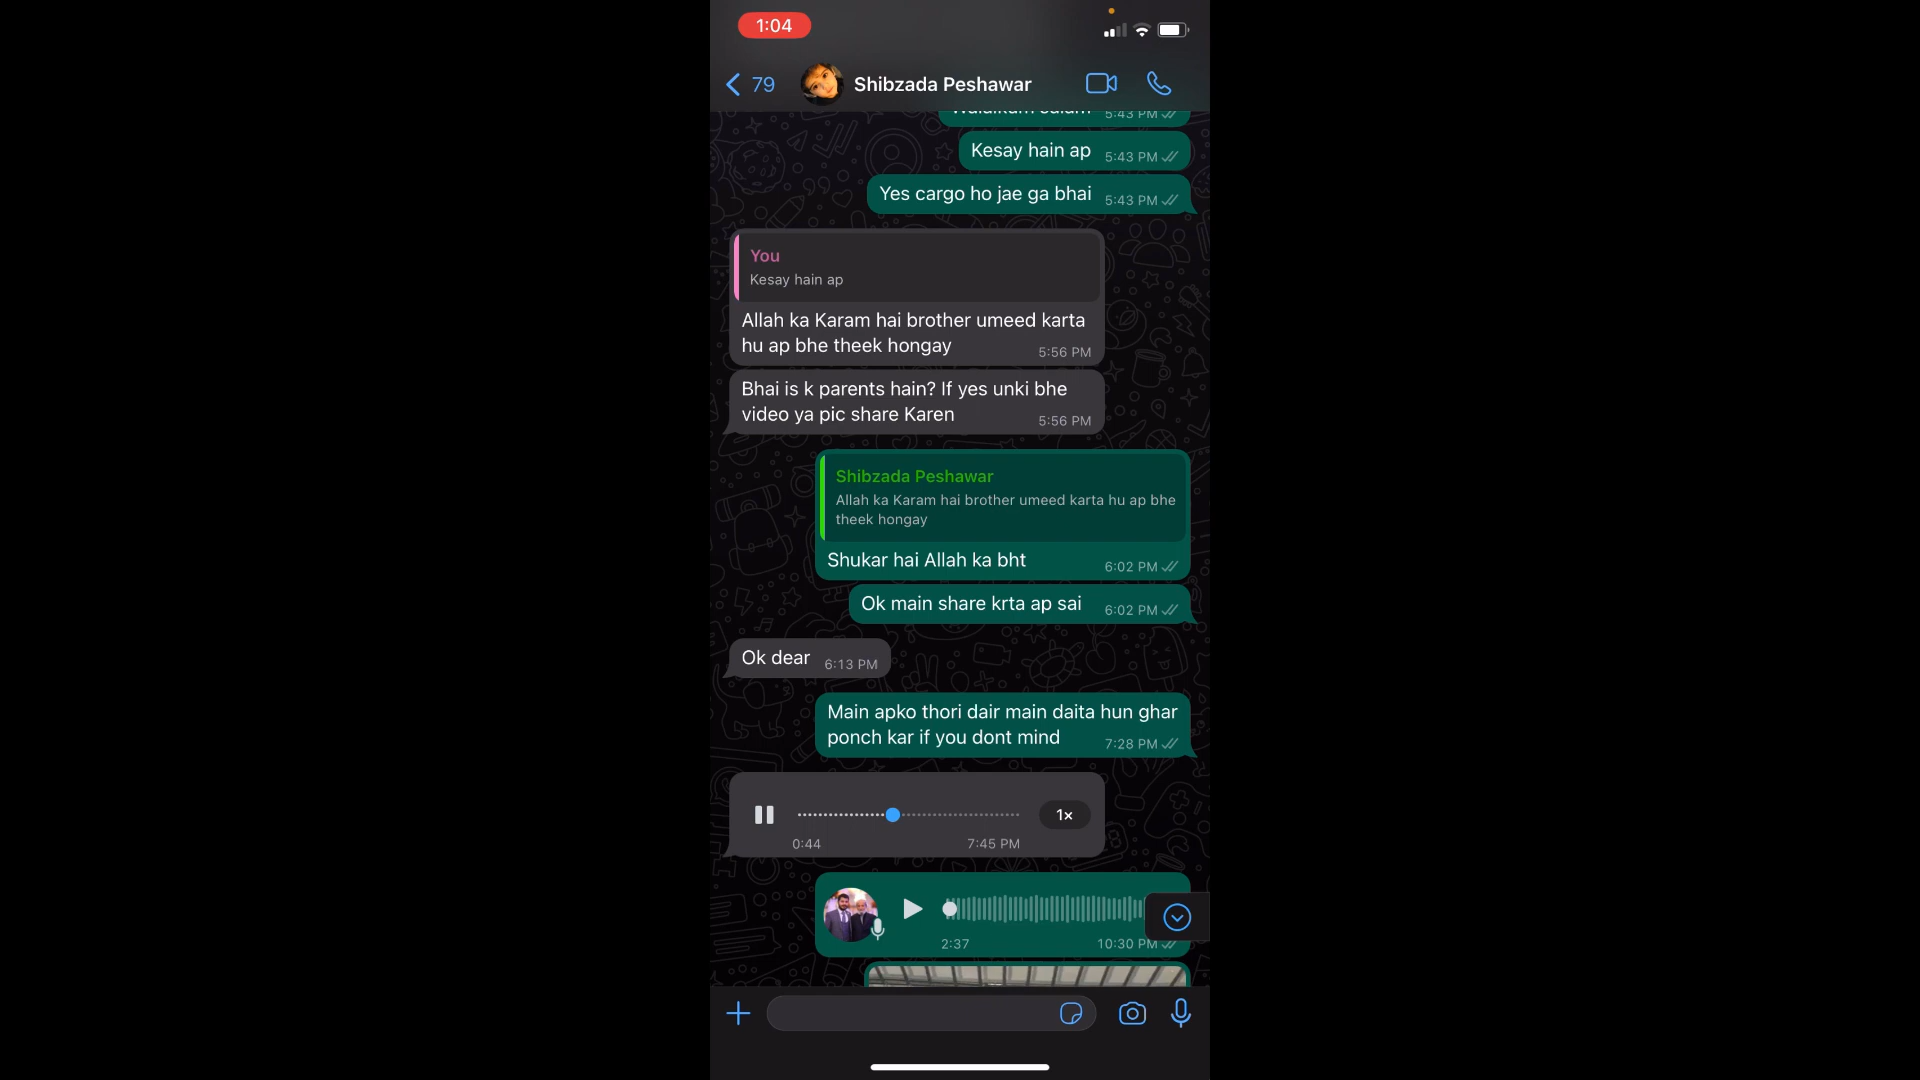 1:04
79
Shibzada Peshawar
Walaikum salam 5:43 PM
Kesay hain ap 5:43 PM
Yes cargo ho jae ga bhai 5:43 PM
You
Kesay hain ap
Allah ka Karam hai brother umeed karta
hu ap bhe theek hongay 5:56 PM
Bhai is k parents hain? If yes unki bhe
video ya pic share Karen 5:56 PM
Shibzada Peshawar
Allah ka Karam hai brother umeed karta hu ap bhe
theek hongay
Shukar hai Allah ka bht 6:02 PM
Ok main share krta ap sai 6:02 PM
Ok dear 6:13 PM
Main apko thori dair main daita hun ghar
ponch kar if you dont mind 7:28 PM
1×
0:44 7:45 PM
2:37 10:30 PM